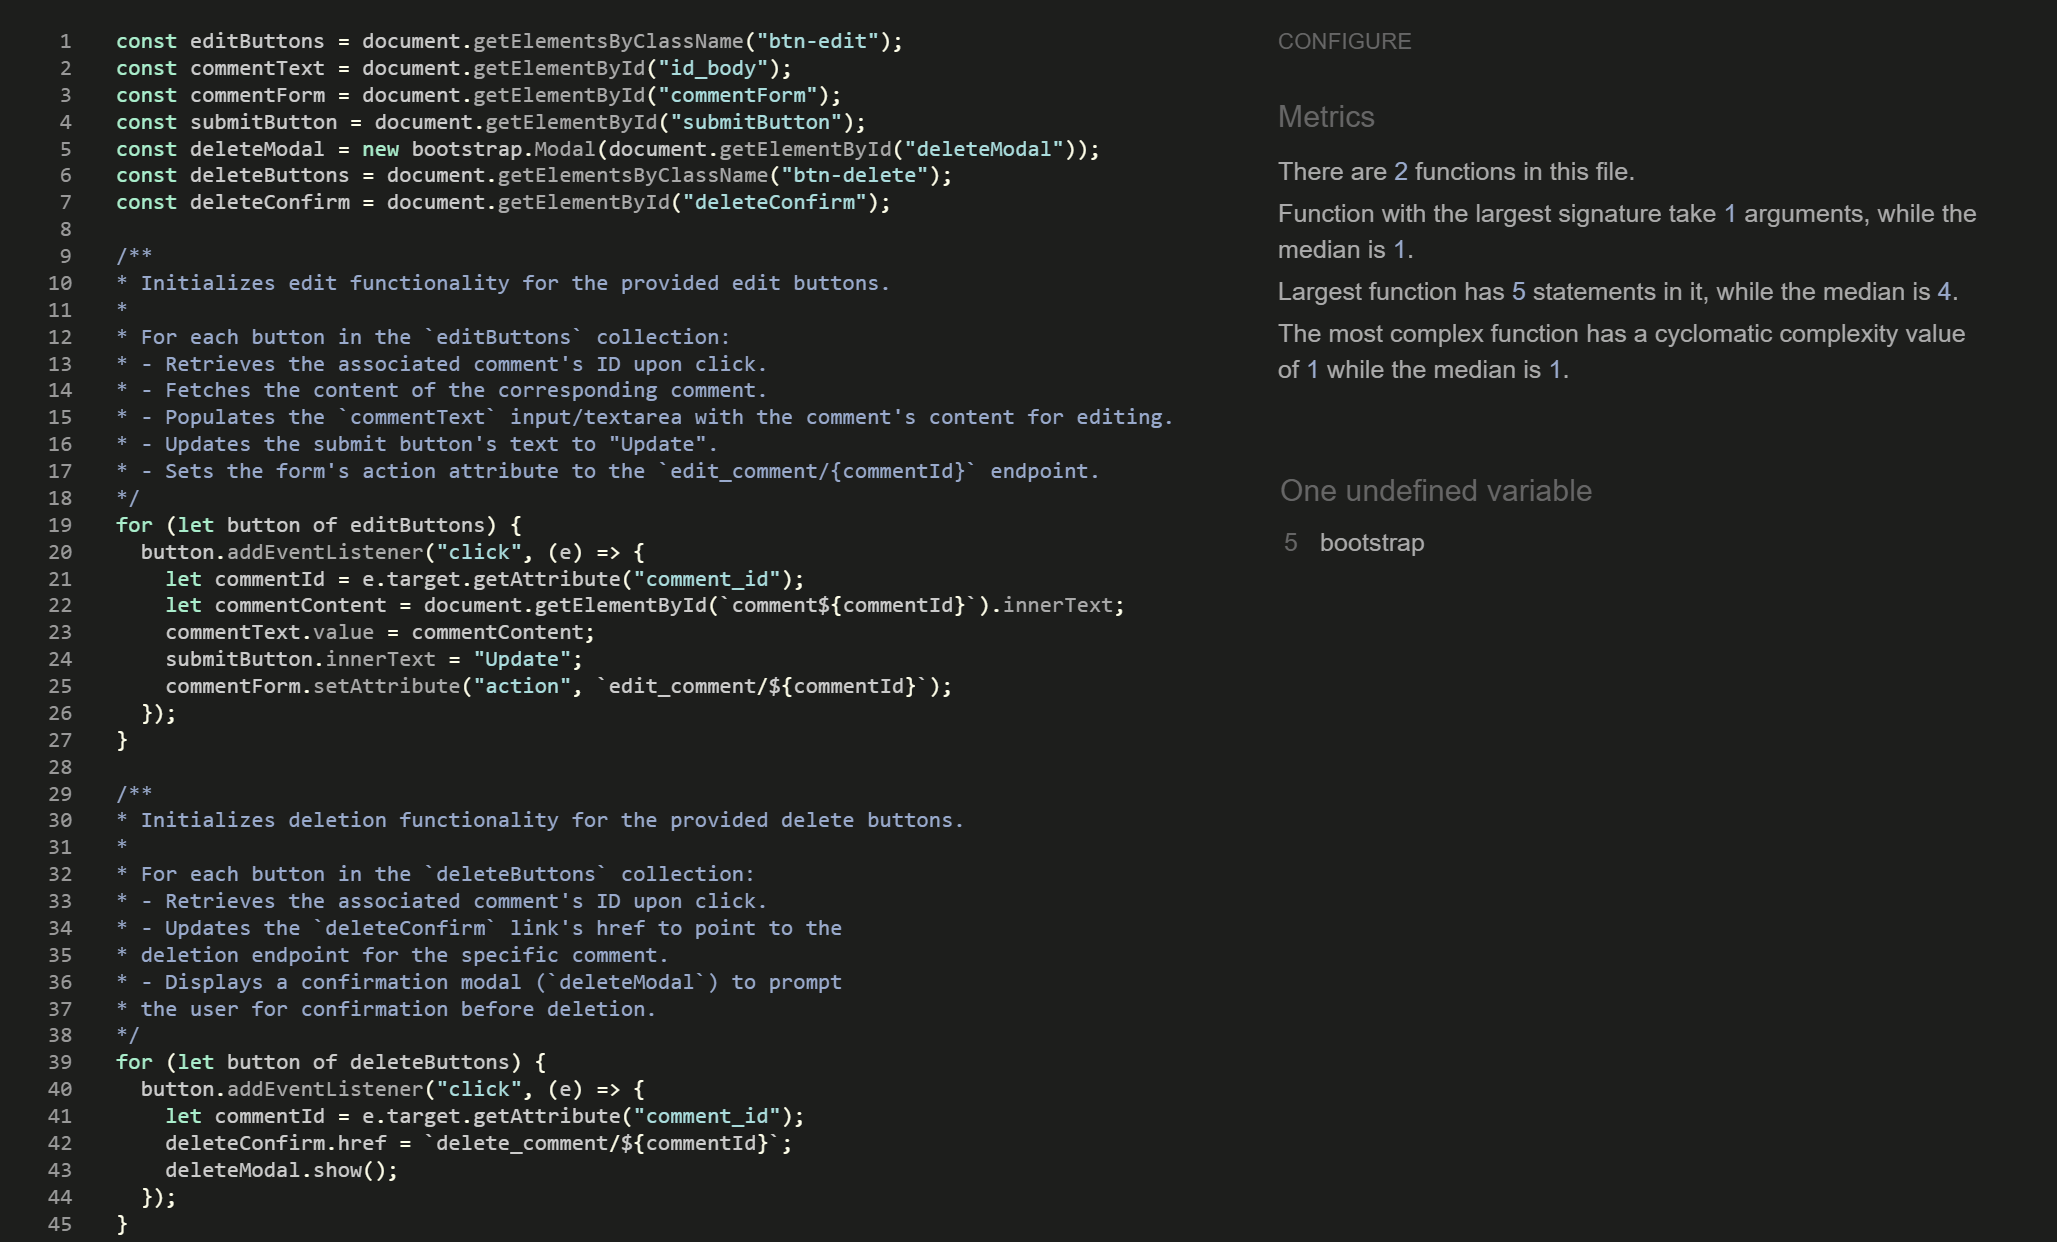 1 const editButtons = document.getElementsByClassName("btn-edit");
2 const commentText = document.getElementById("id_body");
3 const commentForm = document.getElementById("commentForm");
4 const submitButton = document.getElementById("submitButton");
5 const deleteModal = new bootstrap.Modal(document.getElementById("deleteModal"));
6 const deleteButtons = document.getElementsByClassName("btn-delete");
7 const deleteConfirm = document.getElementById("deleteConfirm");
8
9 /**
10 * Initializes edit functionality for the provided edit buttons.
11 *
12 * For each button in the `editButtons` collection:
13 * - Retrieves the associated comment's ID upon click.
14 * - Fetches the content of the corresponding comment.
15 * - Populates the `commentText` input/textarea with the comment's content for editing.
16 * - Updates the submit button's text to "Update".
17 * - Sets the form's action attribute to the `edit_comment/{commentId}` endpoint.
18 */
19 for (let button of editButtons) {
20   button.addEventListener("click", (e) => {
21     let commentId = e.target.getAttribute("comment_id");
22     let commentContent = document.getElementById(`comment${commentId}`).innerText;
23     commentText.value = commentContent;
24     submitButton.innerText = "Update";
25     commentForm.setAttribute("action", `edit_comment/${commentId}`);
26   });
27 }
28
29 /**
30 * Initializes deletion functionality for the provided delete buttons.
31 *
32 * For each button in the `deleteButtons` collection:
33 * - Retrieves the associated comment's ID upon click.
34 * - Updates the `deleteConfirm` link's href to point to the
35 * deletion endpoint for the specific comment.
36 * - Displays a confirmation modal (`deleteModal`) to prompt
37 * the user for confirmation before deletion.
38 */
39 for (let button of deleteButtons) {
40   button.addEventListener("click", (e) => {
41     let commentId = e.target.getAttribute("comment_id");
42     deleteConfirm.href = `delete_comment/${commentId}`;
43     deleteModal.show();
44   });
45 }
CONFIGURE
Metrics
There are 2 functions in this file.
Function with the largest signature take 1 arguments, while the
median is 1.
Largest function has 5 statements in it, while the median is 4.
The most complex function has a cyclomatic complexity value
of 1 while the median is 1.
One undefined variable
5 bootstrap